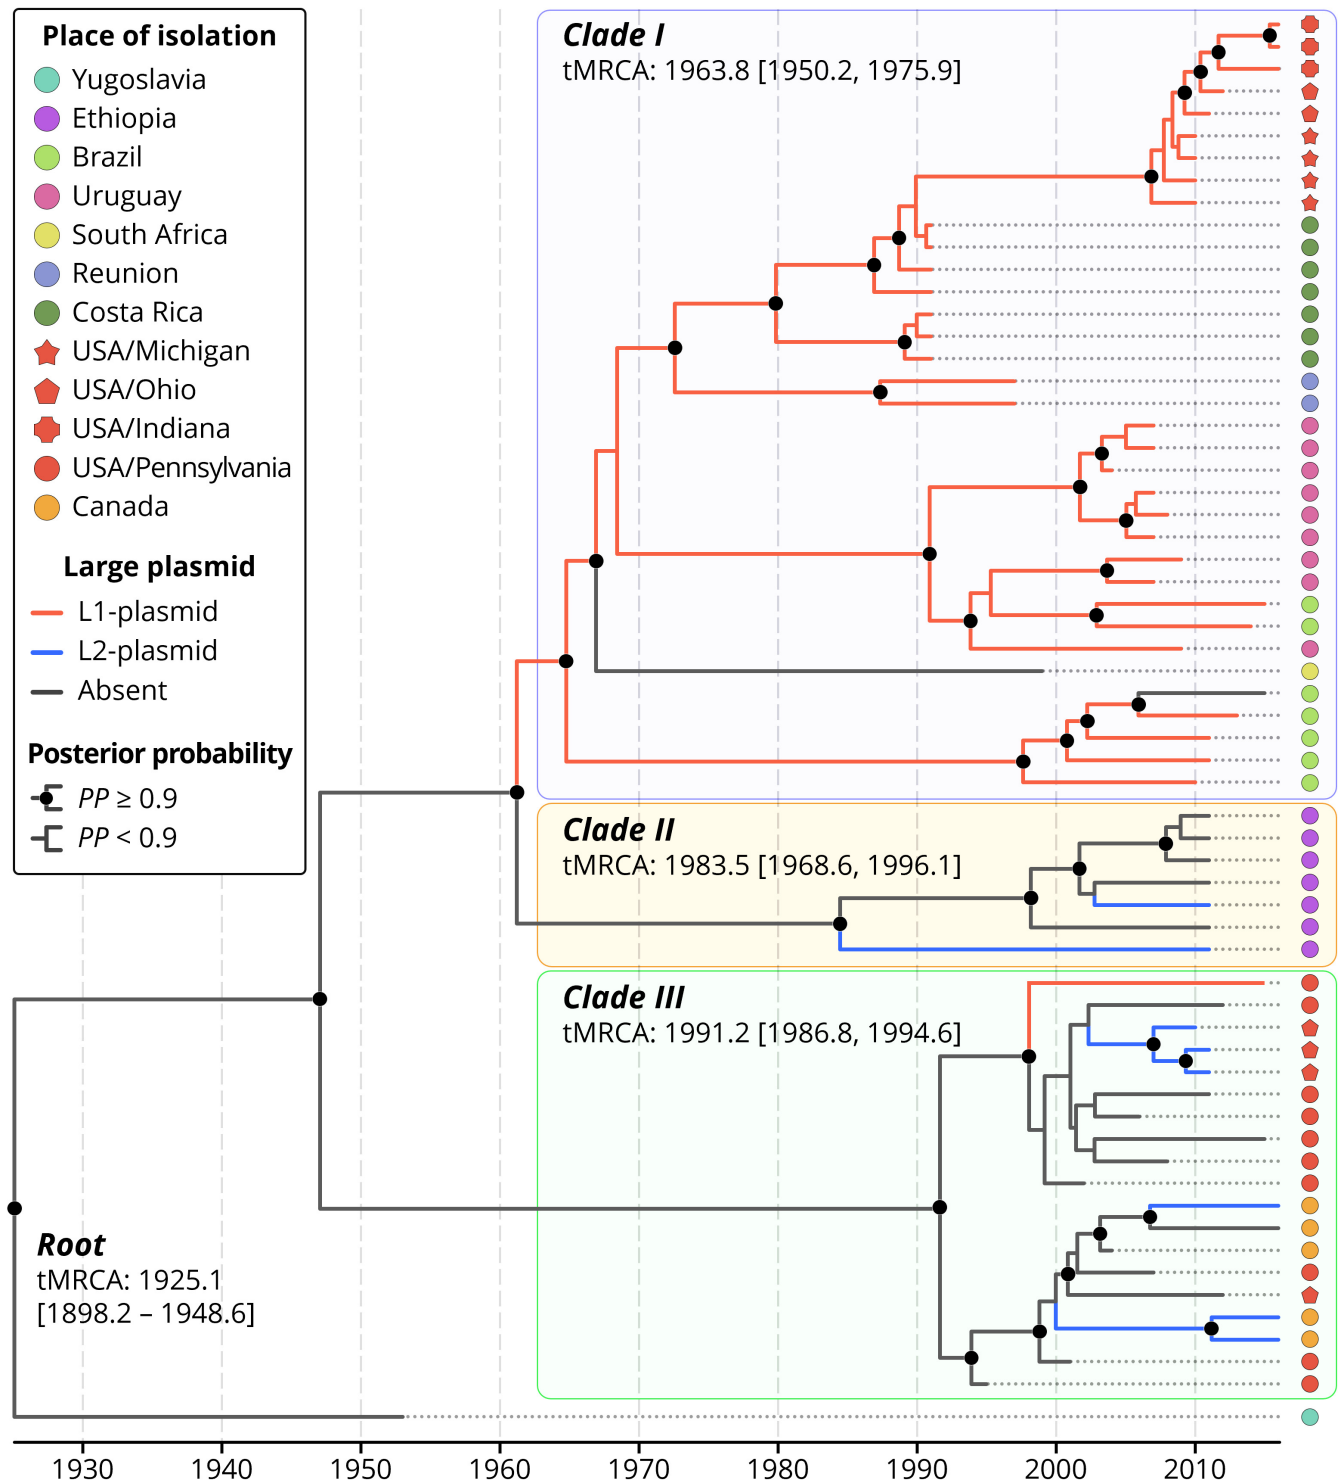 Place of isolation
Yugoslavia
Ethiopia
Brazil
Uruguay
South Africa
Reunion
Costa Rica
USA/Michigan
USA/Ohio
USA/Indiana
USA/Pennsylvania
Canada
Large plasmid
L1-plasmid
L2-plasmid
Absent
Posterior probability
PP ≥ 0.9
PP < 0.9
Clade I
tMRCA: 1963.8 [1950.2, 1975.9]
Clade II
tMRCA: 1983.5 [1968.6, 1996.1]
Clade III
tMRCA: 1991.2 [1986.8, 1994.6]
Root
tMRCA: 1925.1
[1898.2 – 1948.6]
1930 1940 1950 1960 1970 1980 1990 2000 2010